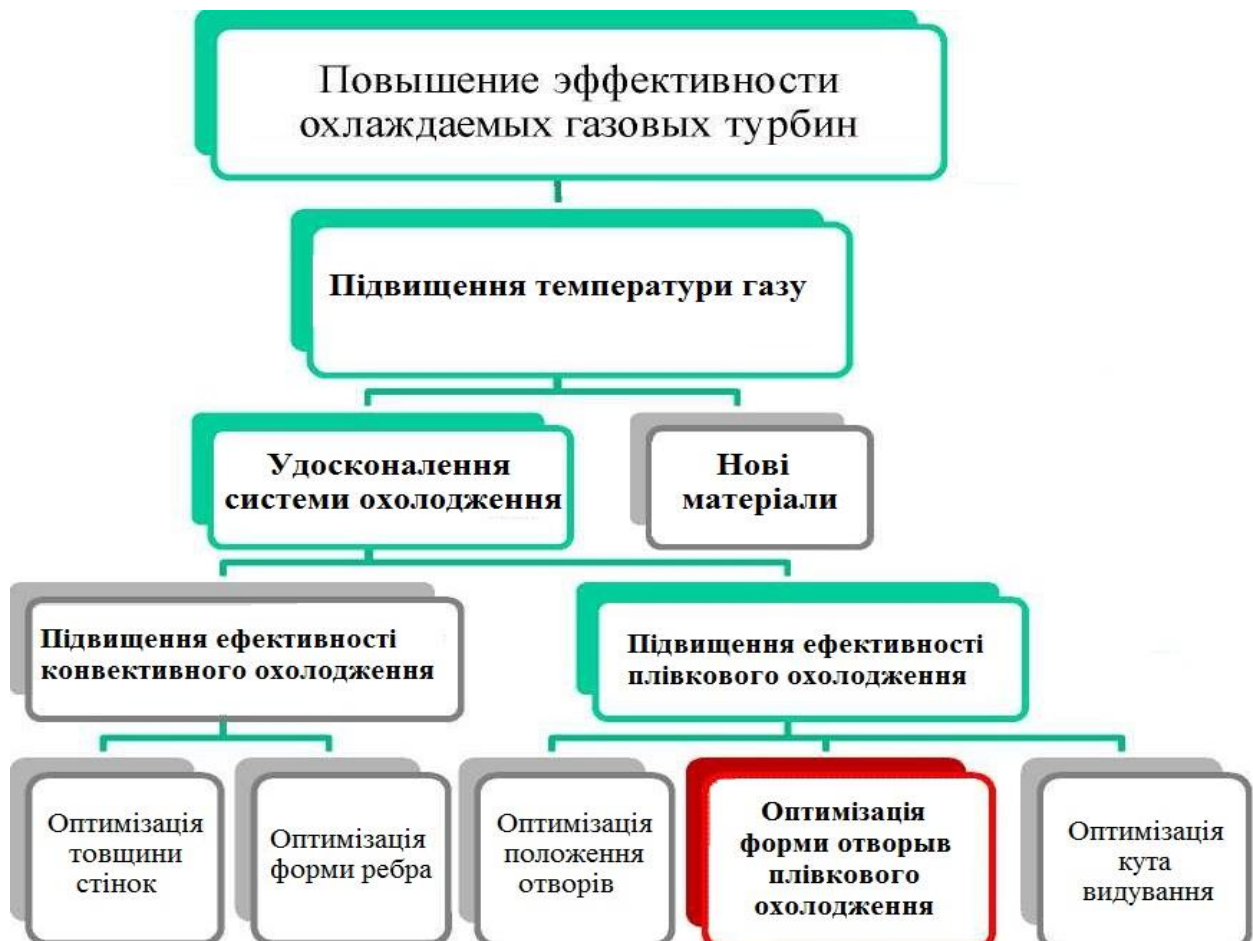 Повышение эффективности
охлаждаемых газовых турбин
Підвищення температури газу
Удосконалення
системи охолодження
Нові
матеріали
Підвищення ефективності
конвективного охолодження
Підвищення ефективності
плівкового охолодження
Оптимізація
товщини
стінок
Оптимізація
форми ребра
Оптимізація
положення
отворів
Оптимізація
форми отворыв
плівкового
охолодження
Оптимізація
кута
видування